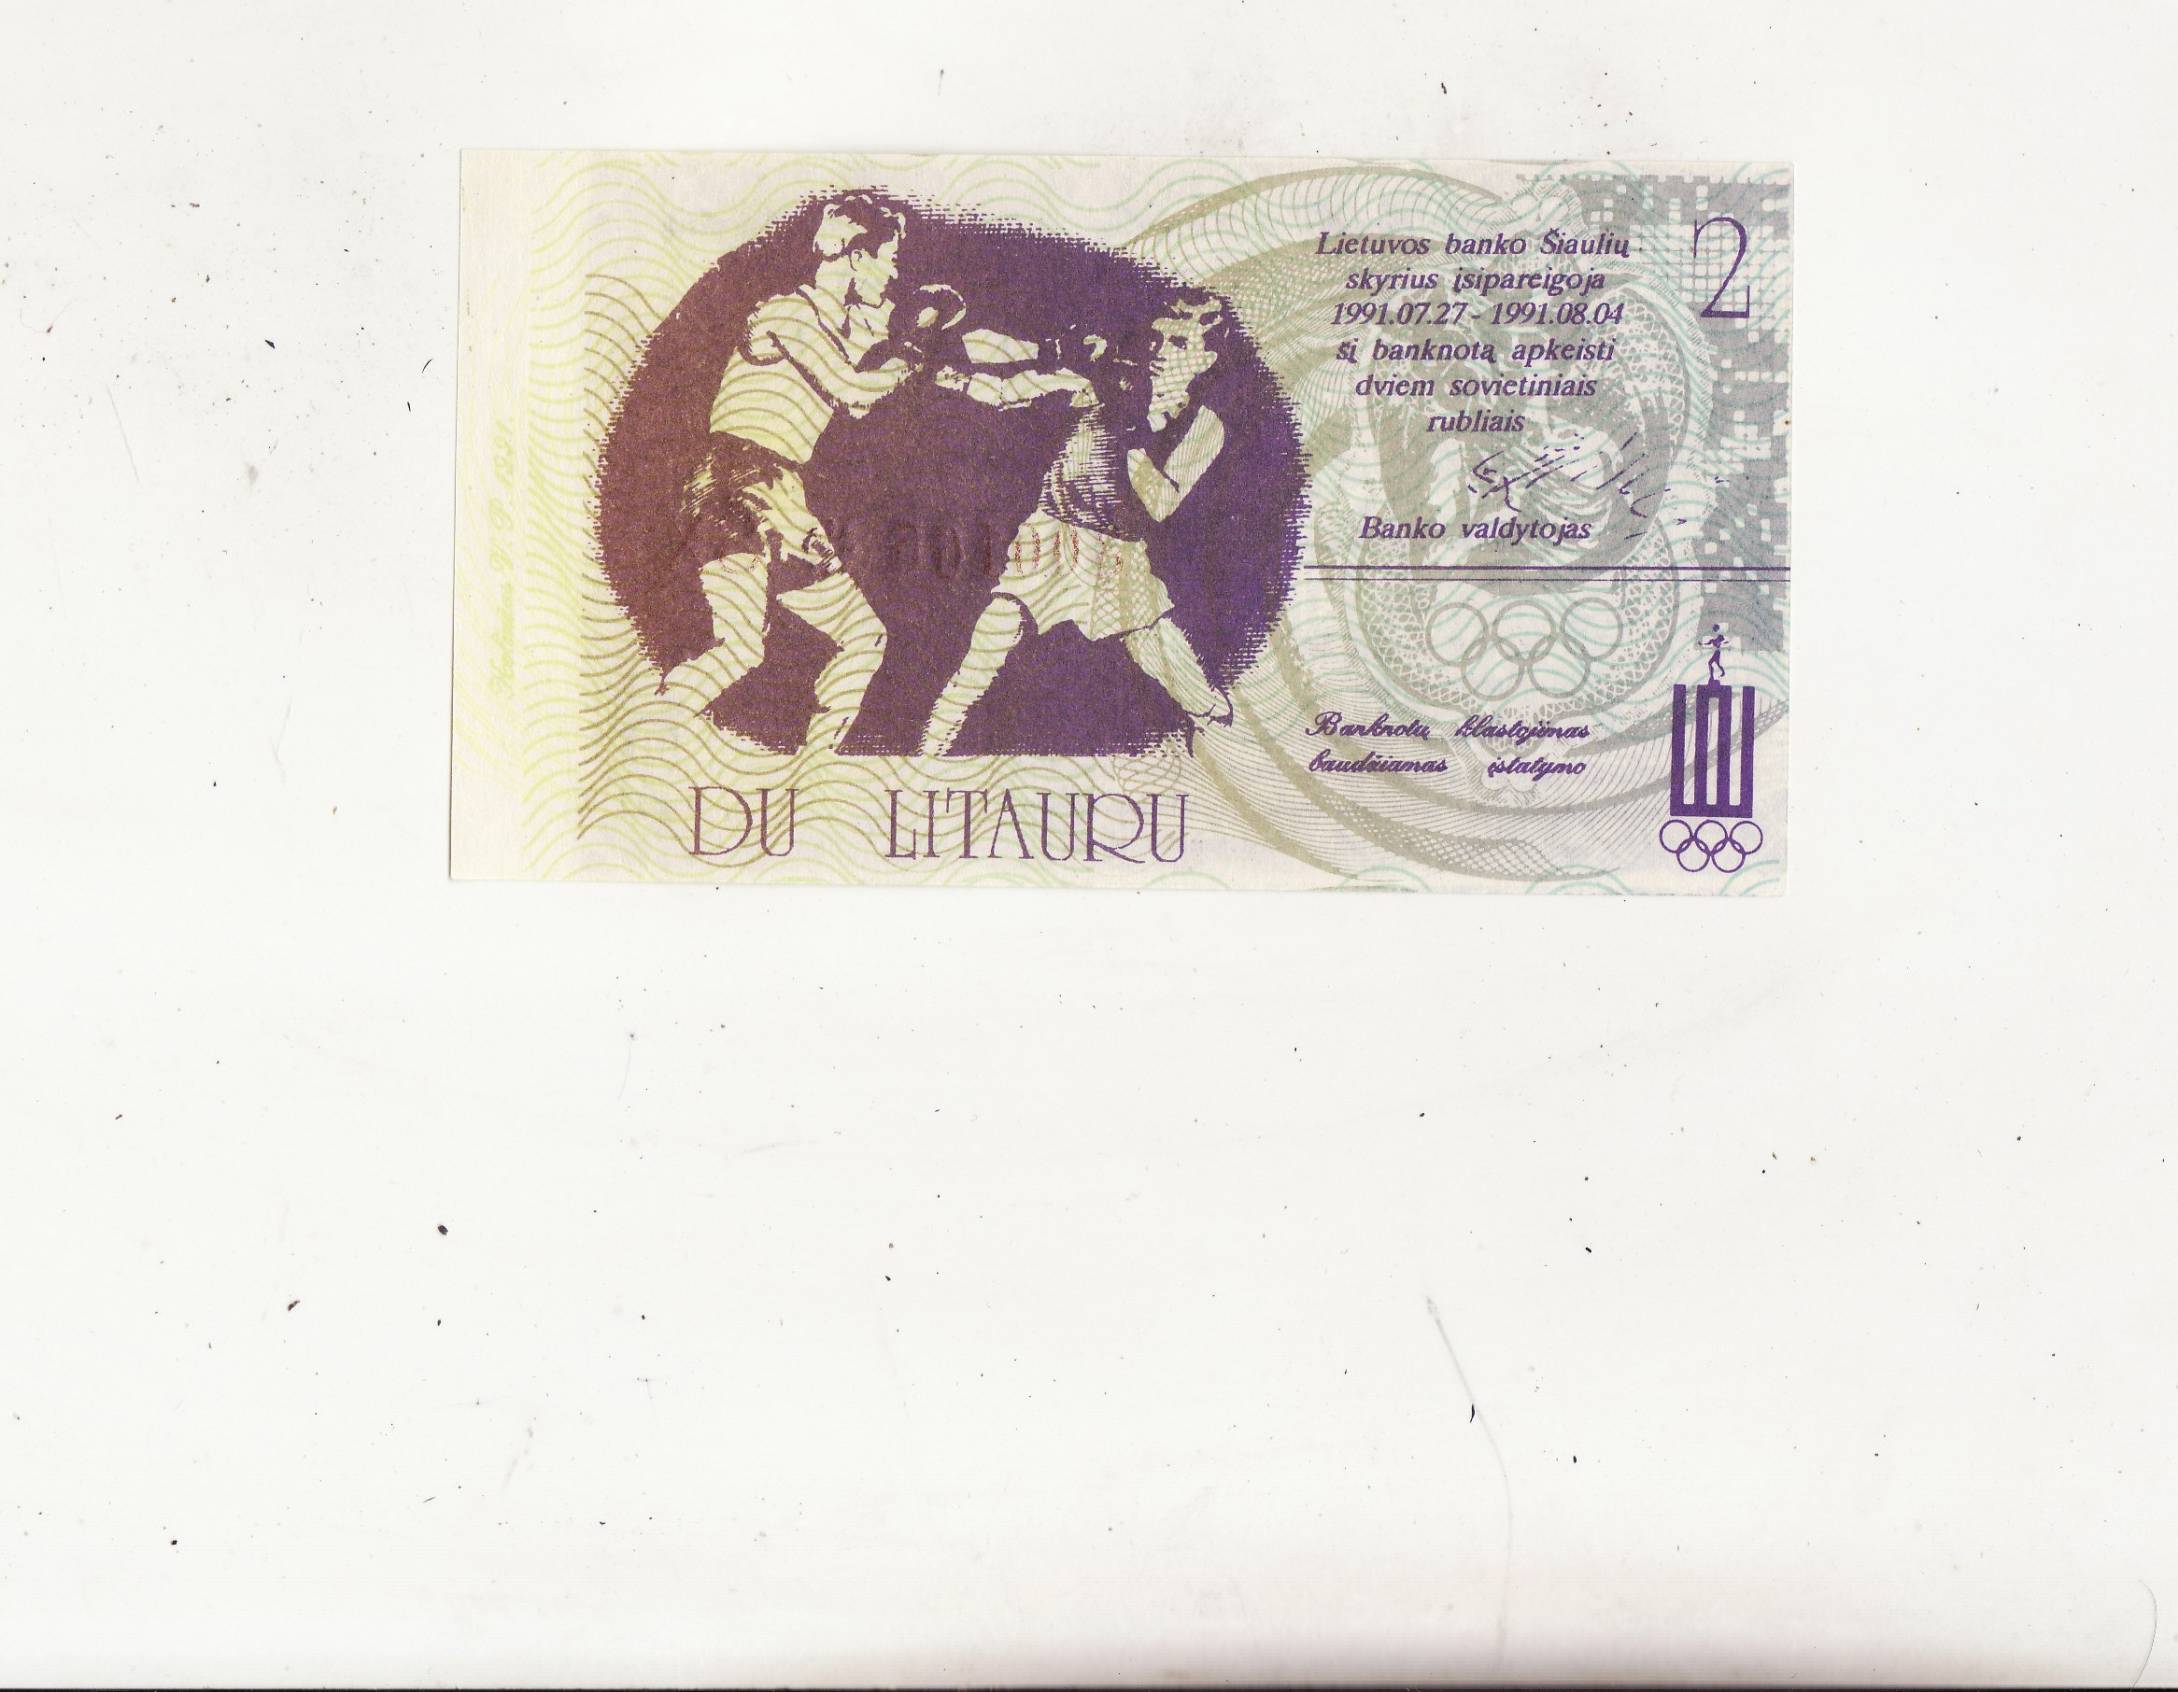 Lietuvos banko Šiaulių
skyrius įsipareigoja
1991.07.27 - 1991.08.04
šį banknotą apkeisti
dviem sovietiniais
rubliais
Banko valdytojas
2
Banknotų klastojimas
baudžiamas įstatymo
DU LITAURU